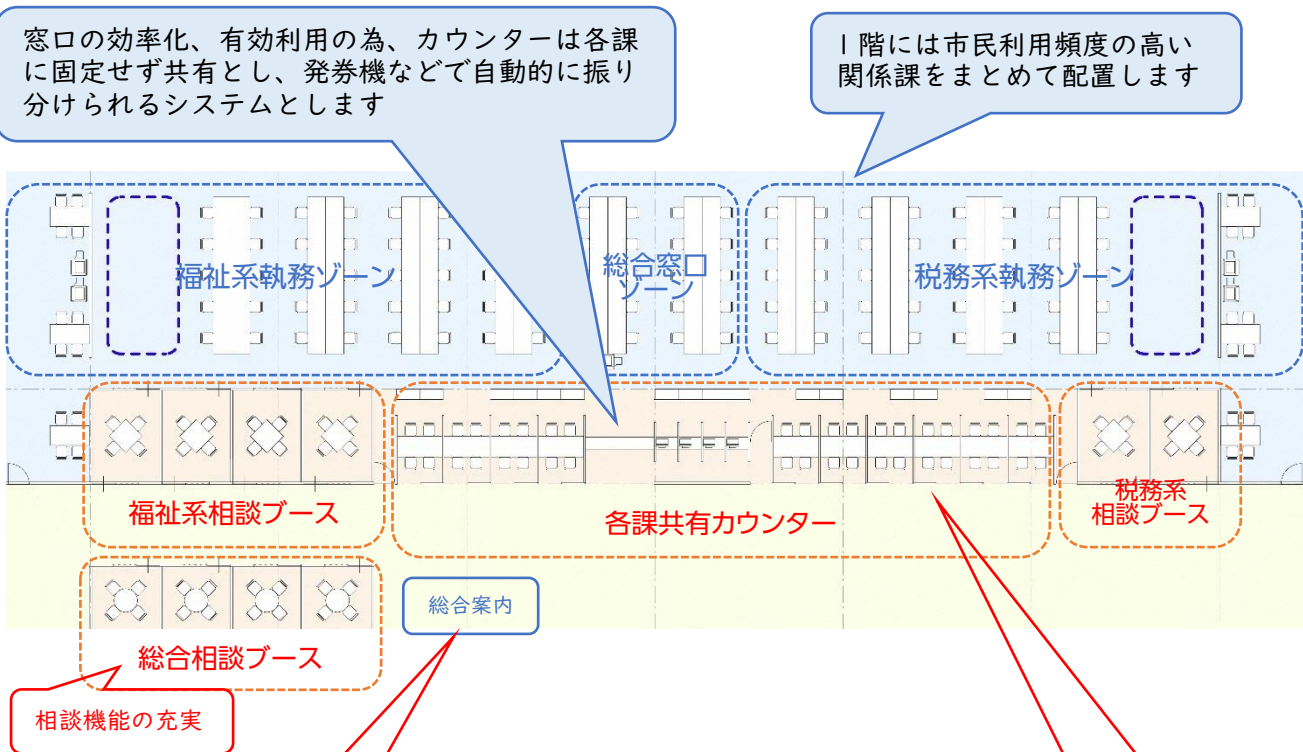 窓口の効率化、有効利用の為、カウンターは各課
に固定せず共有とし、発券機などで自動的に振り
分けられるシステムとします
1階には市民利用頻度の高い
関係課をまとめて配置します
福祉系執務ゾーン
総合窓口
ゾーン
税務系執務ゾーン
福祉系相談ブース
各課共有カウンター
税務系
相談ブース
総合案内
総合相談ブース
相談機能の充実